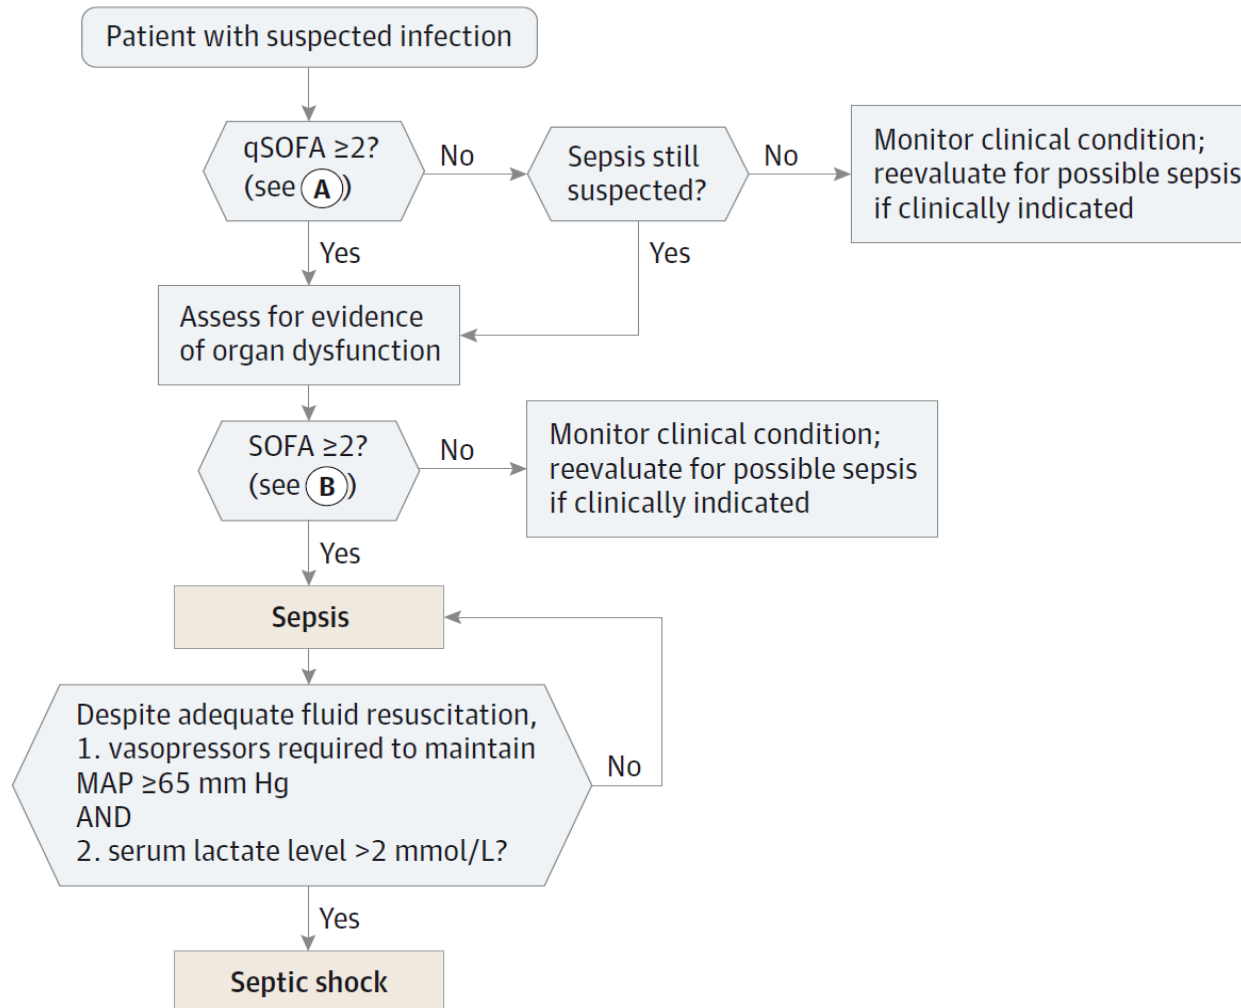 Patient with suspected infection
qSOFA ≥2?
(see A)
No
Sepsis still
suspected?
No
Monitor clinical condition;
reevaluate for possible sepsis
if clinically indicated
Yes
Yes
Assess for evidence
of organ dysfunction
SOFA ≥2?
(see B)
No
Monitor clinical condition;
reevaluate for possible sepsis
if clinically indicated
Yes
Sepsis
Despite adequate fluid resuscitation,
1. vasopressors required to maintain
MAP ≥65 mm Hg
AND
2. serum lactate level >2 mmol/L?
No
Yes
Septic shock